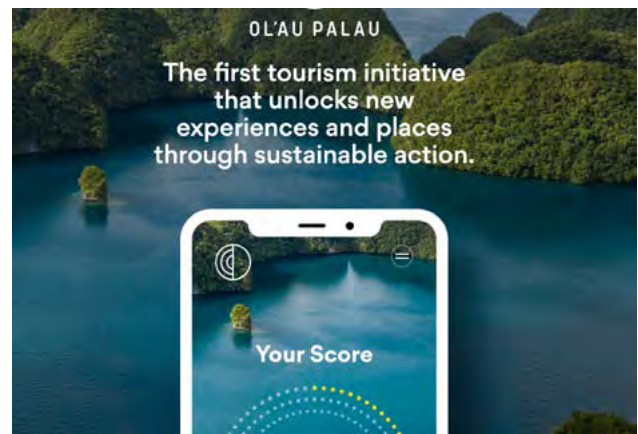 OL'AU PALAU
The first tourism initiative
that unlocks new
experiences and places
through sustainable action.
Your Score